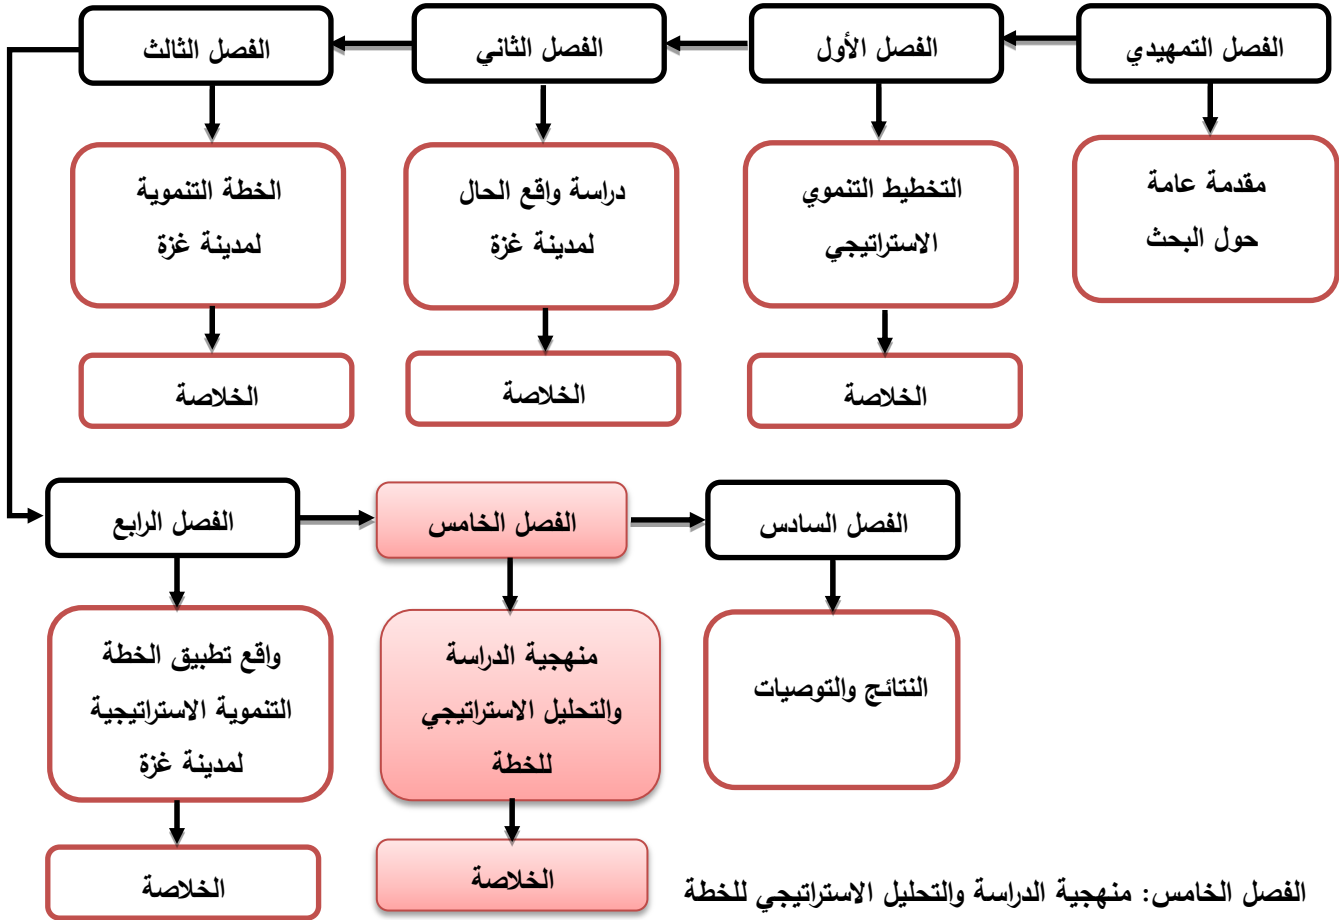 الفصل التمهيدي
الفصل الأول
الفصل الثاني
الفصل الثالث
مقدمة عامة
حول البحث
التخطيط التنموي
الاستراتيجي
دراسة واقع الحال
لمدينة غزة
الخطة التنموية
لمدينة غزة
الخلاصة
الخلاصة
الخلاصة
الفصل الرابع
الفصل الخامس
الفصل السادس
واقع تطبيق الخطة
التنموية الاستراتيجية
لمدينة غزة
منهجية الدراسة
والتحليل الاستراتيجي
للخطة
النتائج والتوصيات
الخلاصة
الخلاصة
الفصل الخامس: منهجية الدراسة والتحليل الاستراتيجي للخطة